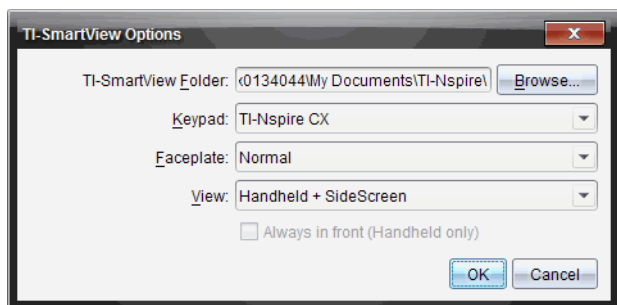 TI-SmartView Options
TI-SmartView Folder: x0134044\My Documents\TI-Nspire\ Browse...
Keypad: TI-Nspire CX
Faceplate: Normal
View: Handheld + SideScreen
Always in front (Handheld only)
OK Cancel